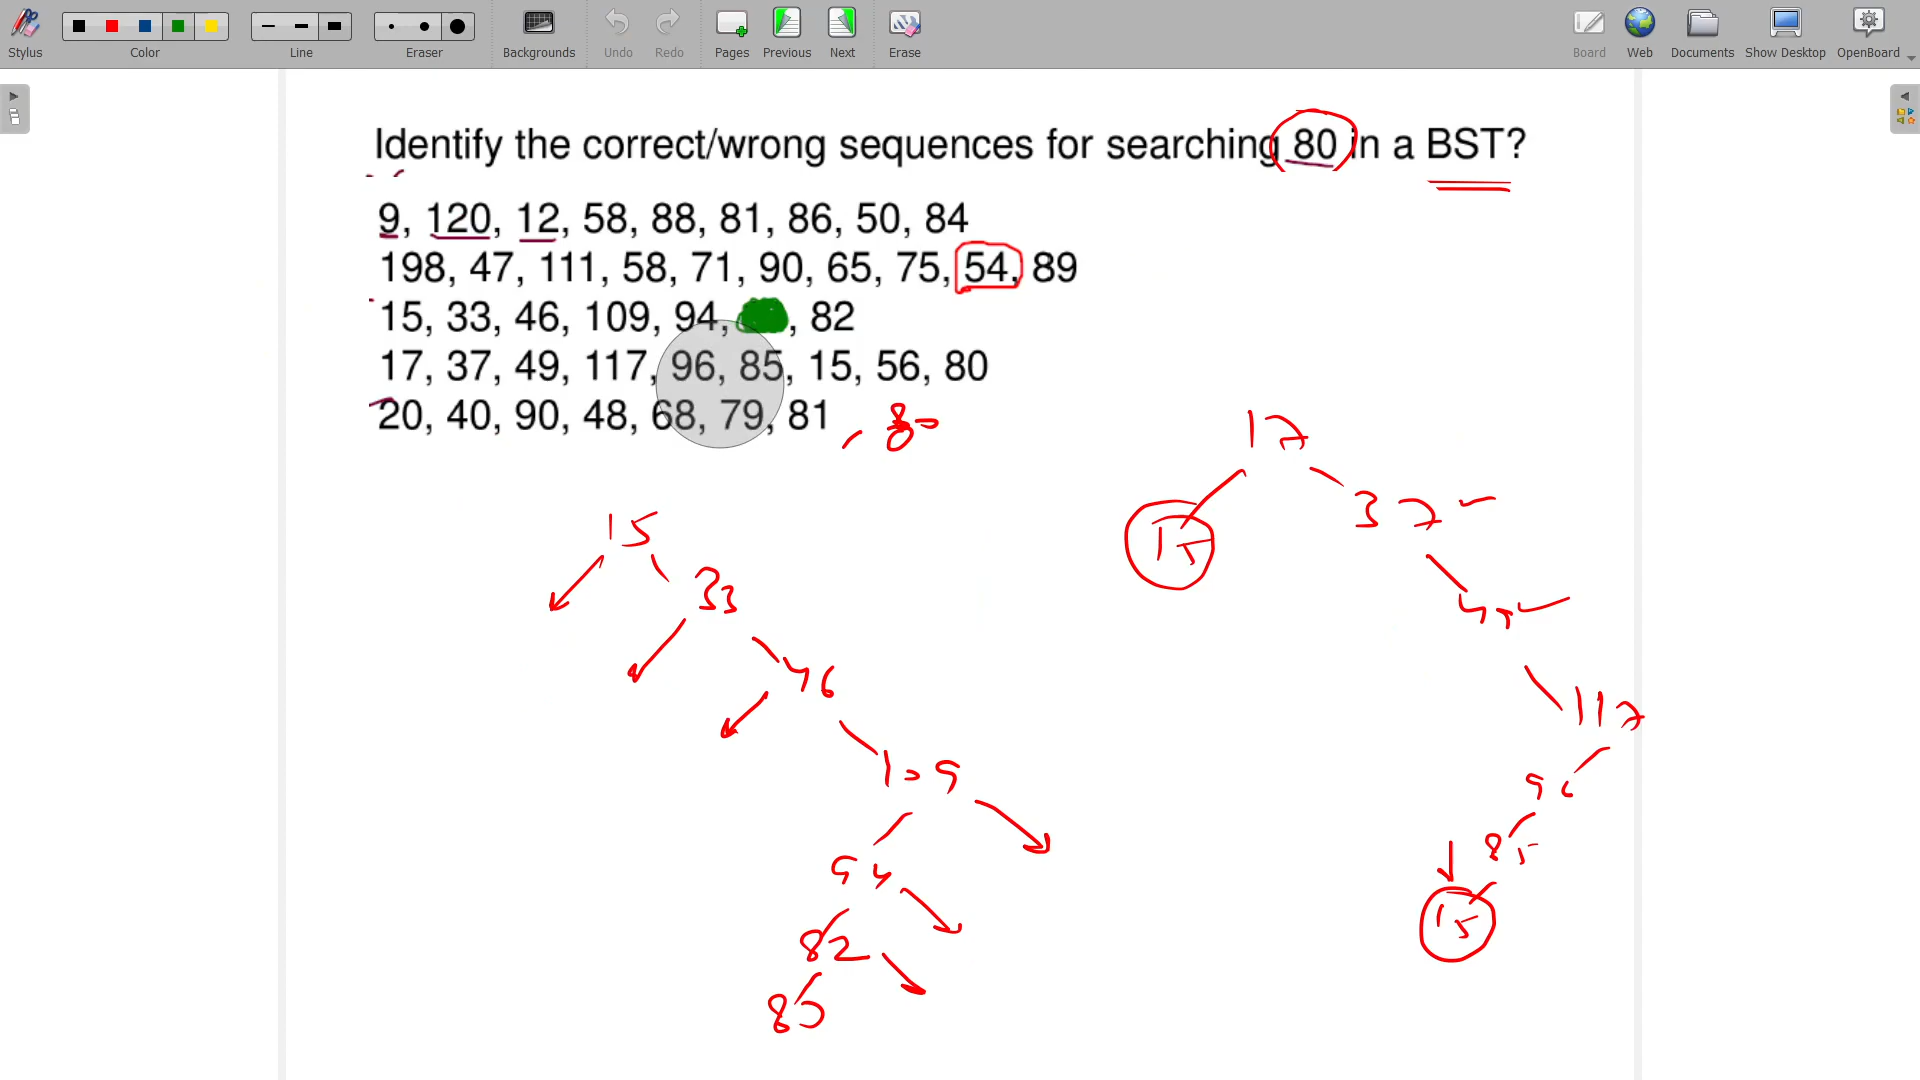 Stylus Color Line Eraser Backgrounds Undo Redo Pages Previous Next Erase Board Web Documents Show Desktop OpenBoard
Identify the correct/wrong sequences for searching 80 in a BST?
9, 120, 12, 58, 88, 81, 86, 50, 84
198, 47, 111, 58, 71, 90, 65, 75, 54, 89
15, 33, 46, 109, 94, , 82
17, 37, 49, 117, 96, 85, 15, 56, 80
20, 40, 90, 48, 68, 79, 81 , 80
17
15 37
15
33
49
46
117
109
96
94
85
82
15
80